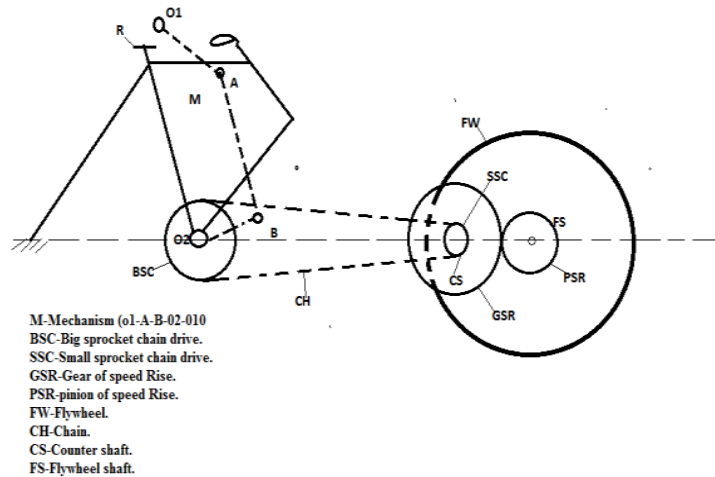 O1
R
A
M
FW
SSC
FS
B
O2
BSC
CS
PSR
CH
GSR
M-Mechanism (o1-A-B-02-010
BSC-Big sprocket chain drive.
SSC-Small sprocket chain drive.
GSR-Gear of speed Rise.
PSR-pinion of speed Rise.
FW-Flywheel.
CH-Chain.
CS-Counter shaft.
FS-Flywheel shaft.